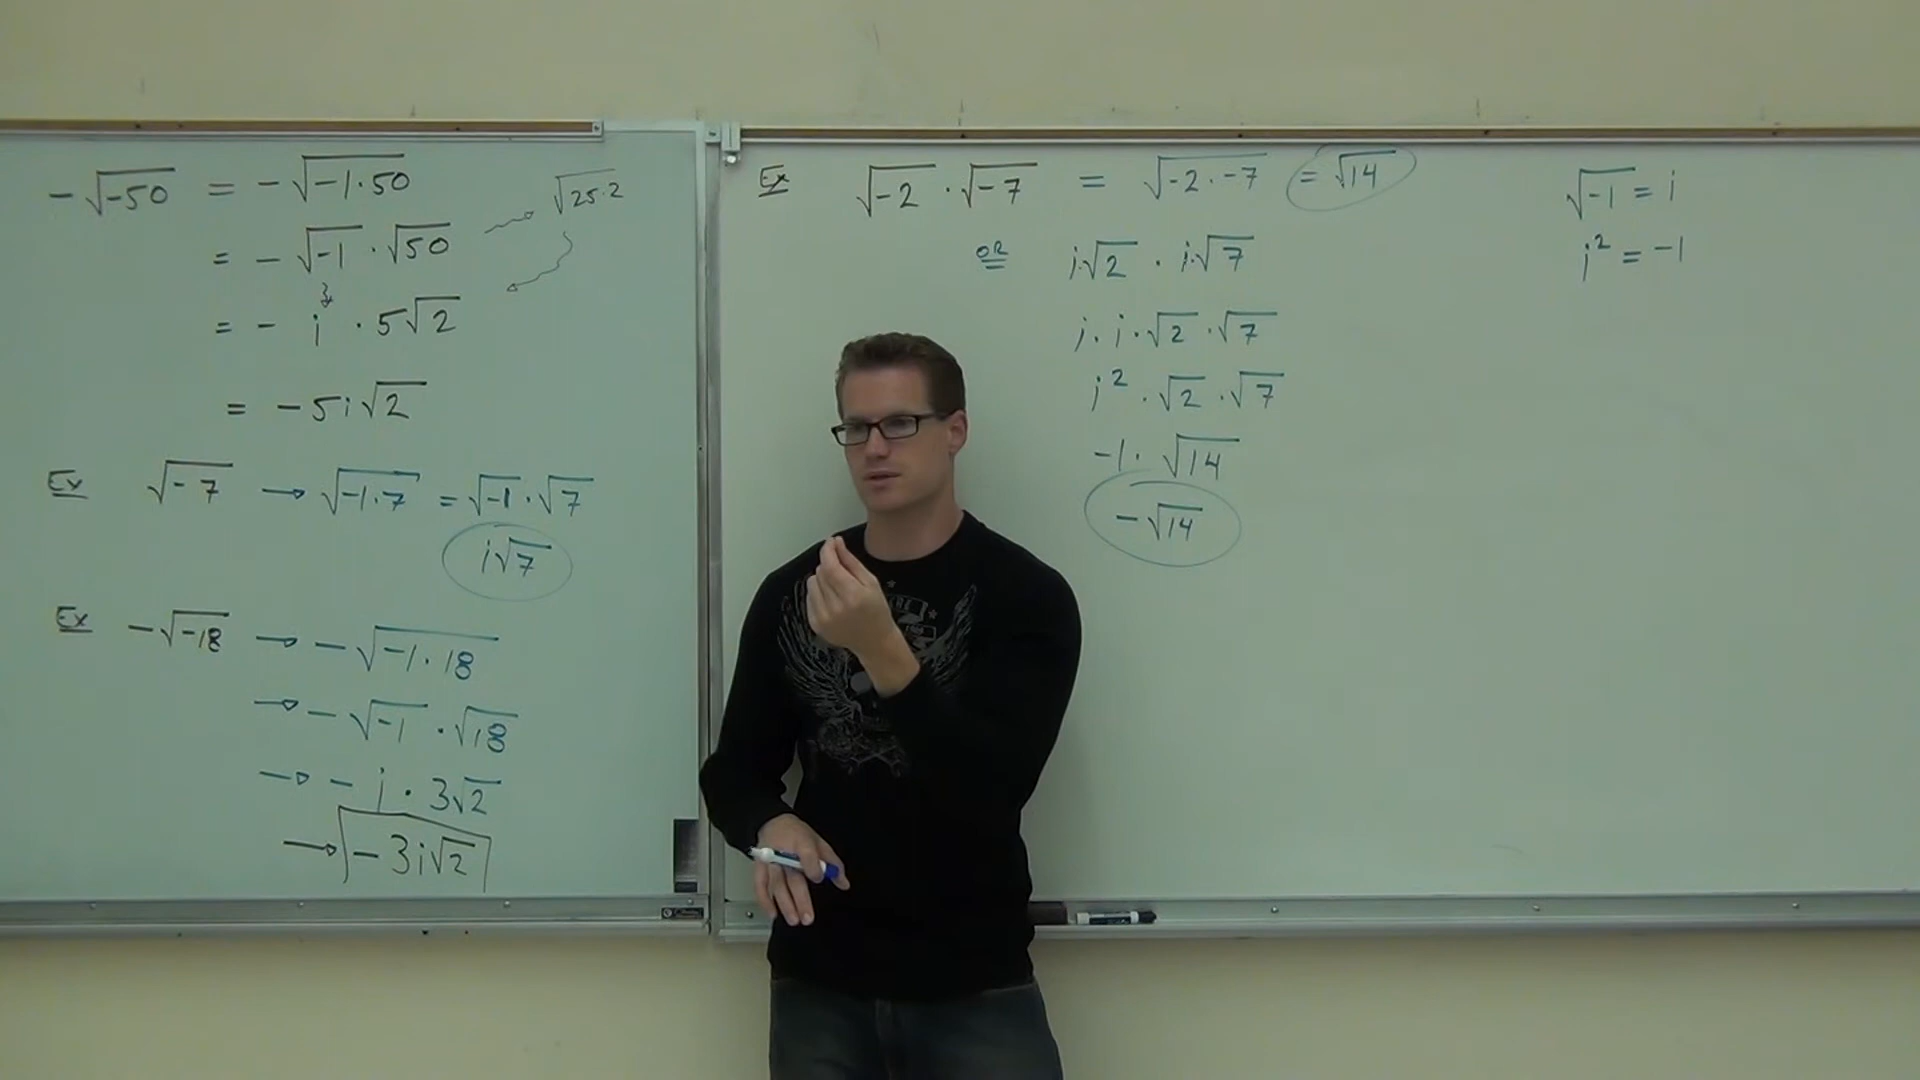 -√-50 = -√-1·50
= -√-1 · √50
√25·2
= - i · 5√2
= -5i√2
Ex √-7 → √-1·7 = √-1 · √7
i√7
Ex -√-18 → -√-1·18
→ -√-1 · √18
→ - i · 3√2
→ -3i√2
Ex √-2 · √-7 = √-2·-7 = √14
OR i·√2 · i·√7
i · i · √2 · √7
i² · √2 · √7
-1 · √14
-√14
√-1 = i
i² = -1